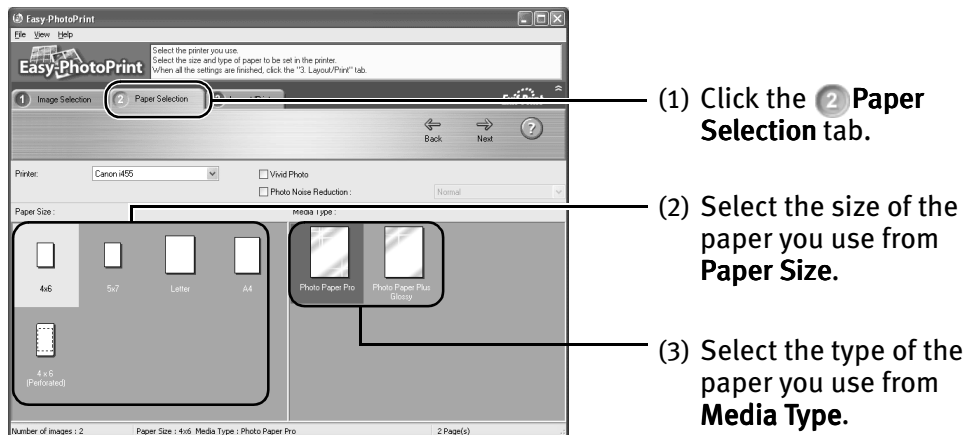 Easy-PhotoPrint
File View Help
Easy-PhotoPrint
Select the printer you use.
Select the size and type of paper to be set in the printer.
When all the settings are finished, click the "3. Layout/Print" tab.
1 Image Selection
2 Paper Selection
Back
Next
?
Printer:
Canon i455
Vivid Photo
Photo Noise Reduction :
Normal
Paper Size :
Media Type :
4x6
5x7
Letter
A4
4 x 6
(Perforated)
Photo Paper Pro
Photo Paper Plus
Glossy
Number of images : 2
Paper Size : 4x6 Media Type : Photo Paper Pro
2 Page(s)
(1) Click the 2 Paper
Selection tab.
(2) Select the size of the
paper you use from
Paper Size.
(3) Select the type of the
paper you use from
Media Type.